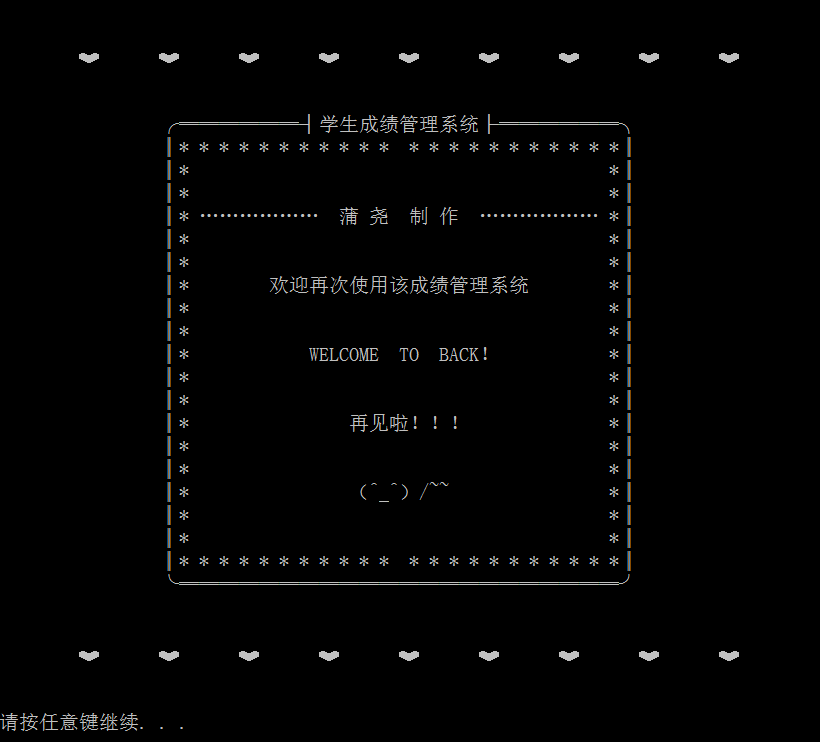 学生成绩管理系统
蒲 尧 制 作
欢迎再次使用该成绩管理系统
WELCOME TO BACK!
再见啦!!!
(^_^)/~~
请按任意键继续. . .